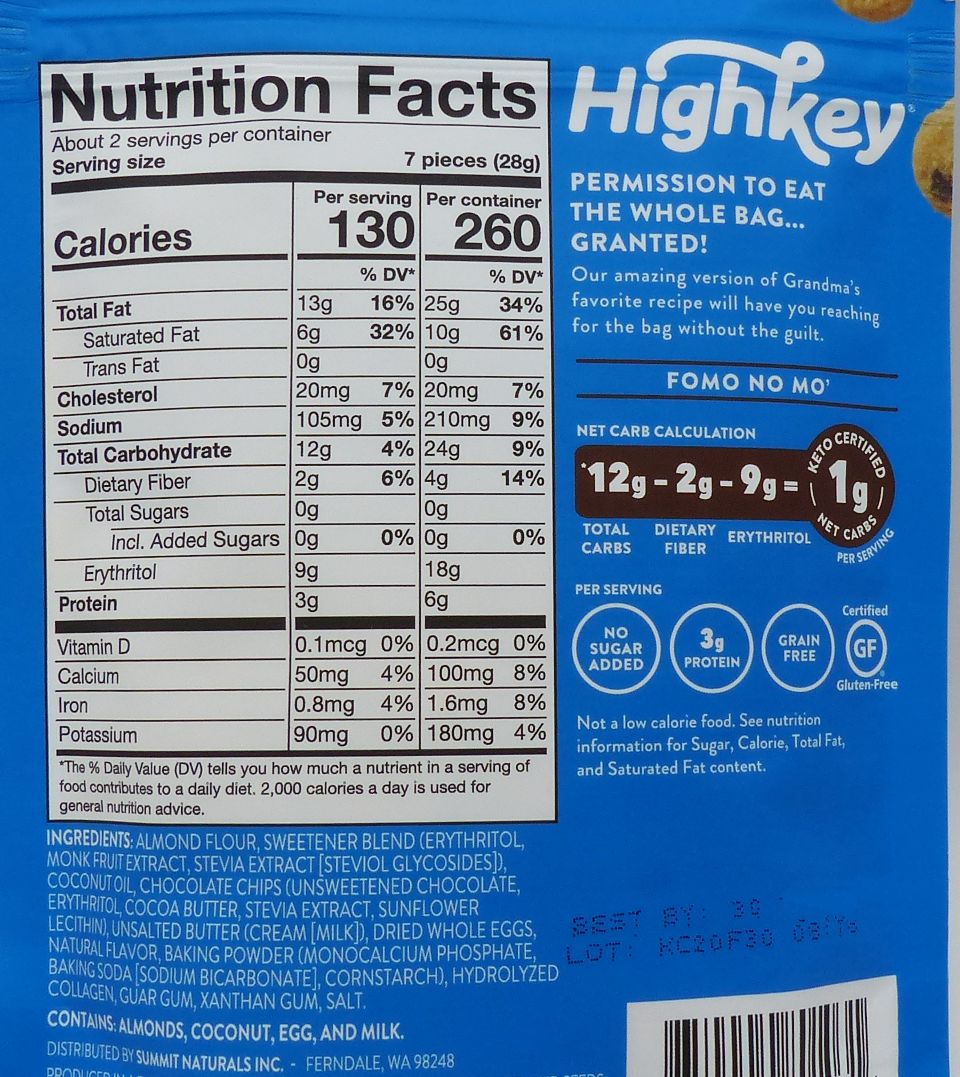 Nutrition Facts
About 2 servings per container
Serving size 7 pieces (28g)
Per serving Per container
Calories 130 260
% DV* % DV*
Total Fat 13g 16% 25g 34%
Saturated Fat 6g 32% 10g 61%
Trans Fat 0g 0g
Cholesterol 20mg 7% 20mg 7%
Sodium 105mg 5% 210mg 9%
Total Carbohydrate 12g 4% 24g 9%
Dietary Fiber 2g 6% 4g 14%
Total Sugars 0g 0g
Incl. Added Sugars 0g 0% 0g 0%
Erythritol 9g 18g
Protein 3g 6g
Vitamin D 0.1mcg 0% 0.2mcg 0%
Calcium 50mg 4% 100mg 8%
Iron 0.8mg 4% 1.6mg 8%
Potassium 90mg 0% 180mg 4%
*The % Daily Value (DV) tells you how much a nutrient in a serving of
food contributes to a daily diet. 2,000 calories a day is used for
general nutrition advice.
INGREDIENTS: ALMOND FLOUR, SWEETENER BLEND (ERYTHRITOL,
MONK FRUIT EXTRACT, STEVIA EXTRACT [STEVIOL GLYCOSIDES]),
COCONUT OIL, CHOCOLATE CHIPS (UNSWEETENED CHOCOLATE,
ERYTHRITOL, COCOA BUTTER, STEVIA EXTRACT, SUNFLOWER
LECITHIN), UNSALTED BUTTER (CREAM [MILK]), DRIED WHOLE EGGS,
NATURAL FLAVOR, BAKING POWDER (MONOCALCIUM PHOSPHATE,
BAKING SODA [SODIUM BICARBONATE], CORNSTARCH), HYDROLYZED
COLLAGEN, GUAR GUM, XANTHAN GUM, SALT.
CONTAINS: ALMONDS, COCONUT, EGG, AND MILK.
DISTRIBUTED BY SUMMIT NATURALS INC. - FERNDALE, WA 98248
Highkey®
PERMISSION TO EAT
THE WHOLE BAG...
GRANTED!
Our amazing version of Grandma's
favorite recipe will have you reaching
for the bag without the guilt.
FOMO NO MO'
NET CARB CALCULATION
*12g - 2g - 9g = 1g
KETO CERTIFIED
NET CARBS
PER SERVING
TOTAL CARBS
DIETARY FIBER
ERYTHRITOL
PER SERVING
NO SUGAR ADDED
3g PROTEIN
GRAIN FREE
Certified
GF
Gluten-Free
Not a low calorie food. See nutrition
information for Sugar, Calorie, Total Fat,
and Saturated Fat content.
BEST BY: 30
LOT: KC20F30